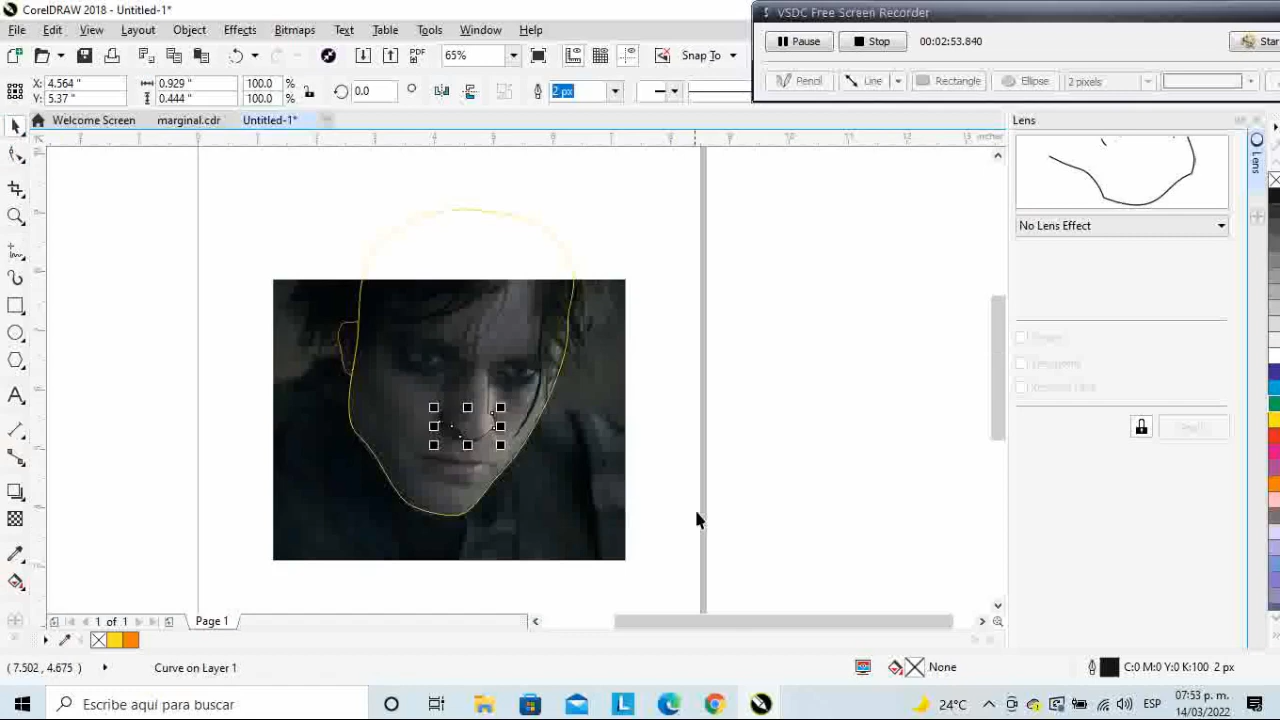 CorelDRAW 2018 - Untitled-1*
VSDC Free Screen Recorder
File Edit View Layout Object Effects Bitmaps Text Table Tools Window Help
Pause Stop 00:02:53.840 Star
65% PDF Snap To
Pencil Line Rectangle Ellipse 2 pixels
X: 4.564 " 0.929 " 100.0 % 0.0 2 px
Y: 5.37 " 0.444 " 100.0 %
Welcome Screen marginal.cdr Untitled-1*
Lens
Lens
No Lens Effect
1 of 1 Page 1
(7.502, 4.675 ) Curve on Layer 1 None C:0 M:0 Y:0 K:100 2 px
Escribe aquí para buscar
24°C ESP
07:53 p. m.
14/03/2022